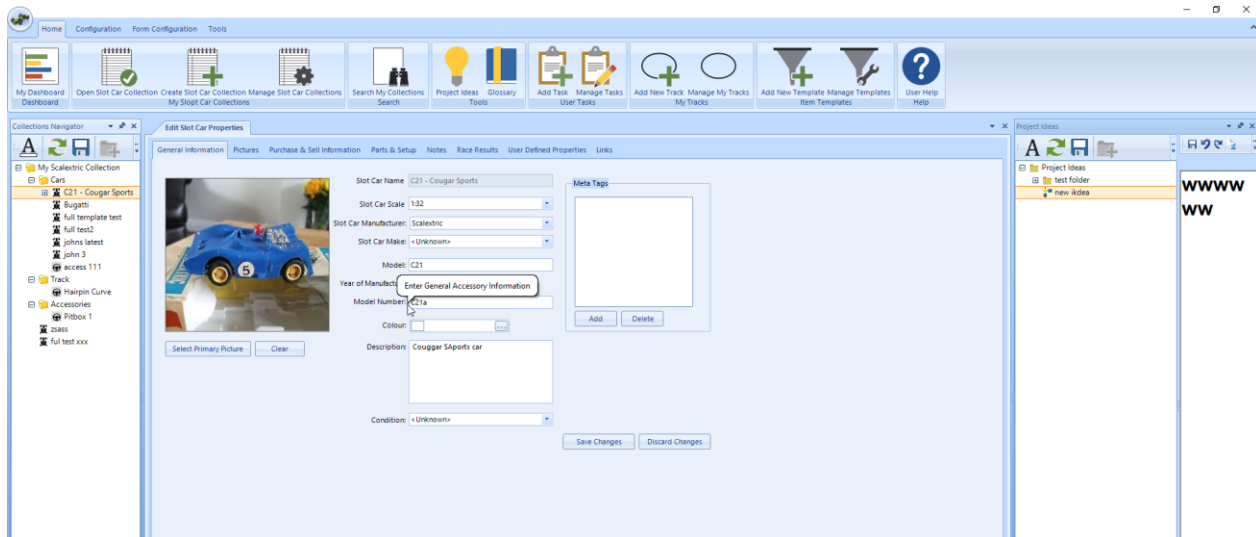 Home Configuration Form Configuration Tools
My Dashboard Open Slot Car Collection Create Slot Car Collection Manage Slot Car Collections Search My Collections Project Ideas Glossary Add Task Manage Tasks Add New Track Manage My Tracks Add New Template Manage Templates User Help
Dashboard My Slopt Car Collections Search Tools User Tasks My Tracks Item Templates Help
Collections Navigator
My Scalextric Collection
Cars
C21 - Cougar Sports
Bugatti
full template test
full test2
johns latest
john 3
access 111
Track
Hairpin Curve
Accessories
Pitbox 1
zsass
ful test xxx
Edit Slot Car Properties
General Information Pictures Purchase & Sell Information Parts & Setup Notes Race Results User Defined Properties Links
5
Select Primary Picture Clear
Slot Car Name C21 - Cougar Sports
Slot Car Scale 1:32
Slot Car Manufacturer: Scalextric
Slot Car Make: <Unknown>
Model: C21
Year of Manufactu
Enter General Accessory Information
Model Number: C21a
Colour: ...
Description: Couggar SAports car
Condition: <Unknown>
Meta Tags
Add Delete
Save Changes Discard Changes
Project Ideas
Project Ideas
test folder
new ikdea
wwww
ww